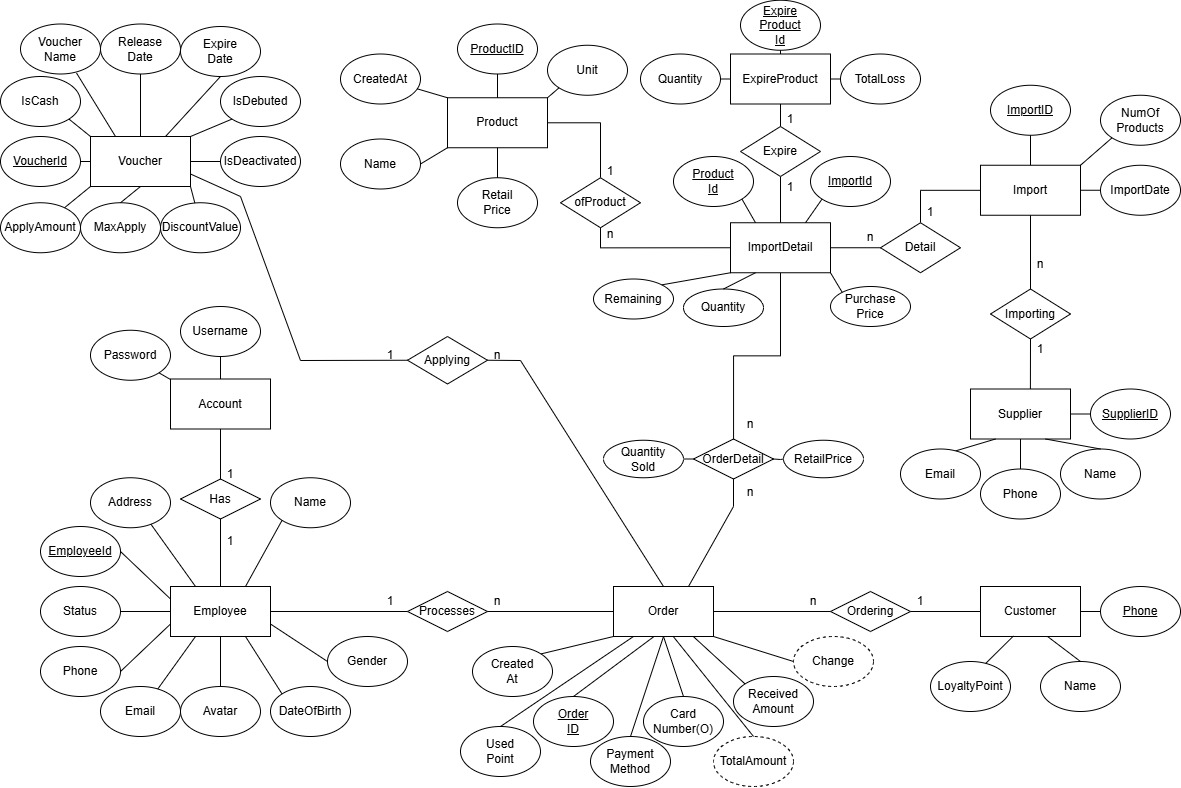 Expire
Product
Id
Voucher
Name
Release
Date
Expire
Date
ProductID
Unit
CreatedAt
Quantity
ExpireProduct
TotalLoss
IsCash
IsDebuted
ImportID
NumOf
Products
Product
1
VoucherId
Voucher
IsDeactivated
Name
Expire
1
Product
Id
ImportId
1
Import
ImportDate
Retail
Price
ofProduct
1
ApplyAmount
MaxApply
DiscountValue
n
ImportDetail
n
Detail
n
Remaining
Quantity
Purchase
Price
Importing
Username
1
Password
1
Applying
n
Account
Supplier
SupplierID
n
Quantity
Sold
OrderDetail
RetailPrice
1
Email
Phone
Name
n
Address
Has
Name
1
EmployeeId
Status
Employee
1
Processes
n
Order
n
Ordering
1
Customer
Phone
Phone
Gender
Created
At
Change
LoyaltyPoint
Name
Email
Avatar
DateOfBirth
Order
ID
Card
Number(O)
Received
Amount
Used
Point
Payment
Method
TotalAmount